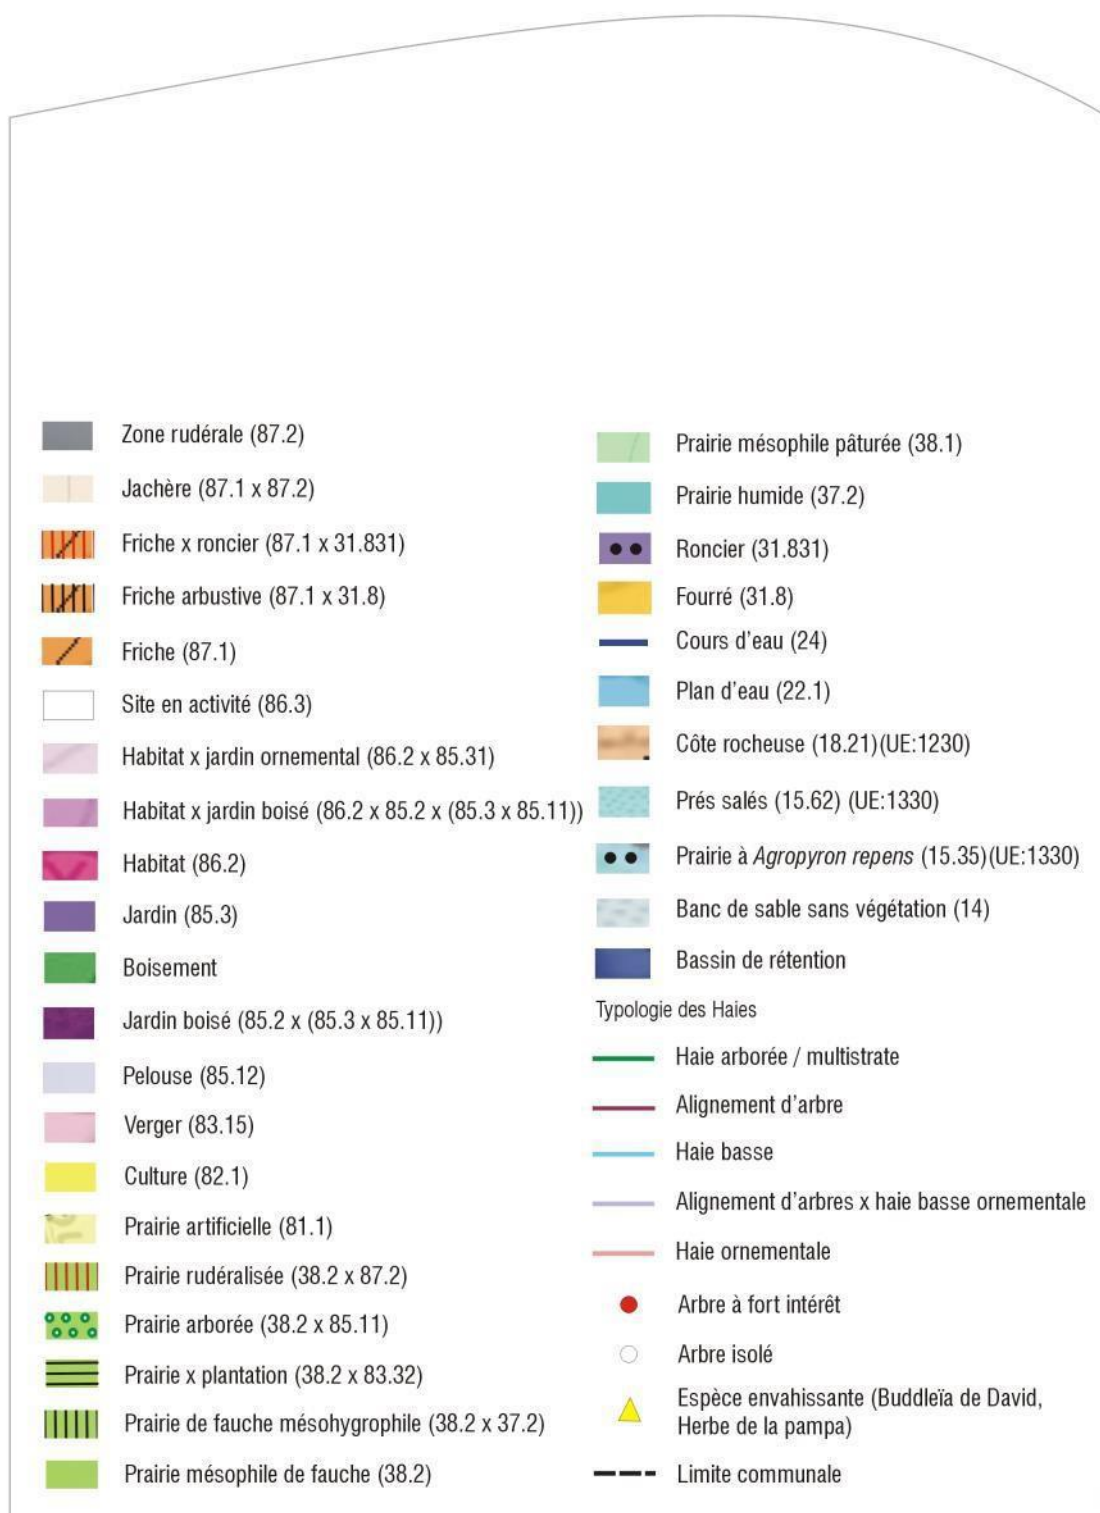 Zone rudérale (87.2)
Jachère (87.1 x 87.2)
Friche x roncier (87.1 x 31.831)
Friche arbustive (87.1 x 31.8)
Friche (87.1)
Site en activité (86.3)
Habitat x jardin ornemental (86.2 x 85.31)
Habitat x jardin boisé (86.2 x 85.2 x (85.3 x 85.11))
Habitat (86.2)
Jardin (85.3)
Boisement
Jardin boisé (85.2 x (85.3 x 85.11))
Pelouse (85.12)
Verger (83.15)
Culture (82.1)
Prairie artificielle (81.1)
Prairie rudéralisée (38.2 x 87.2)
Prairie arborée (38.2 x 85.11)
Prairie x plantation (38.2 x 83.32)
Prairie de fauche mésohygrophile (38.2 x 37.2)
Prairie mésophile de fauche (38.2)
Prairie mésophile pâturée (38.1)
Prairie humide (37.2)
Roncier (31.831)
Fourré (31.8)
Cours d'eau (24)
Plan d'eau (22.1)
Côte rocheuse (18.21)(UE:1230)
Prés salés (15.62) (UE:1330)
Prairie à Agropyron repens (15.35)(UE:1330)
Banc de sable sans végétation (14)
Bassin de rétention
Typologie des Haies
Haie arborée / multistrate
Alignement d'arbre
Haie basse
Alignement d'arbres x haie basse ornementale
Haie ornementale
Arbre à fort intérêt
Arbre isolé
Espèce envahissante (Buddleïa de David,
Herbe de la pampa)
Limite communale